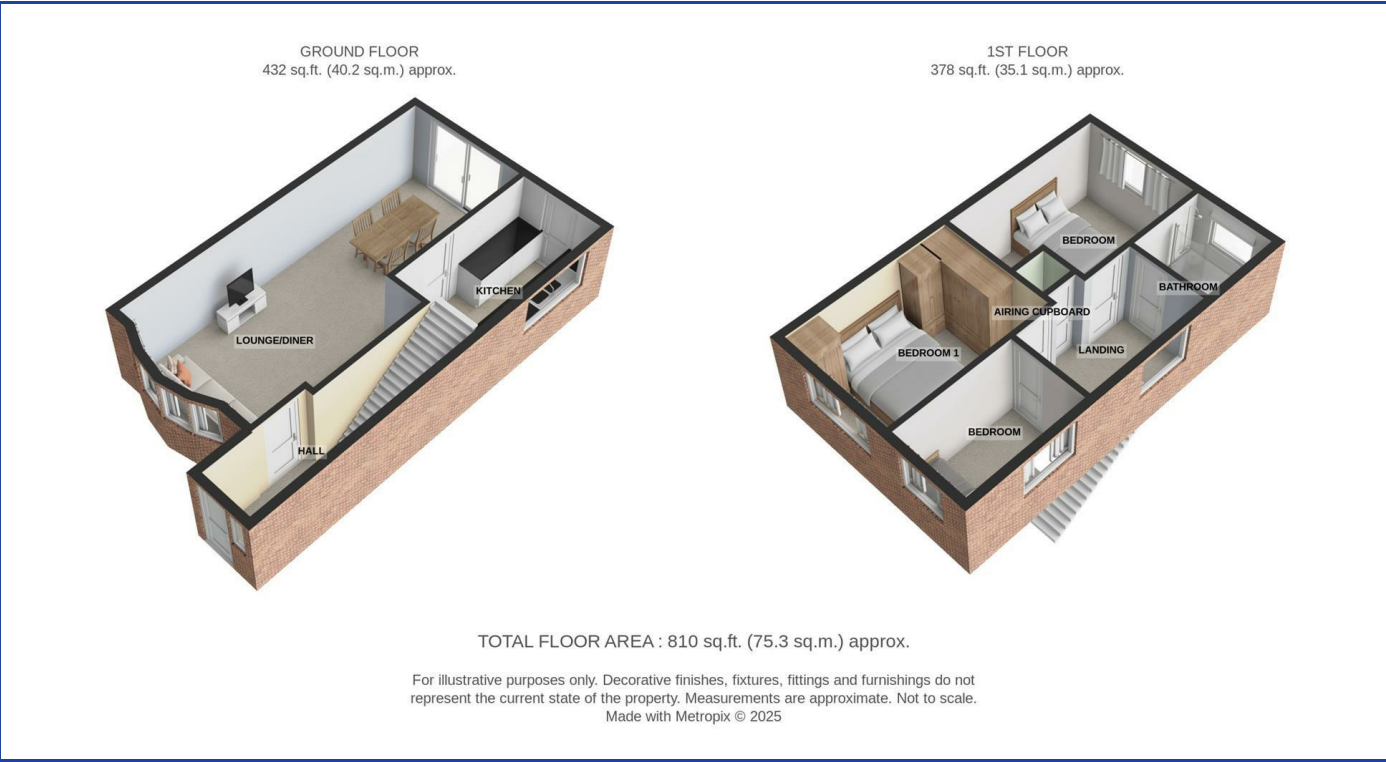 GROUND FLOOR
432 sq.ft. (40.2 sq.m.) approx.
KITCHEN
LOUNGE/DINER
HALL
1ST FLOOR
378 sq.ft. (35.1 sq.m.) approx.
BEDROOM
BATHROOM
AIRING CUPBOARD
LANDING
BEDROOM 1
BEDROOM
TOTAL FLOOR AREA : 810 sq.ft. (75.3 sq.m.) approx.
For illustrative purposes only. Decorative finishes, fixtures, fittings and furnishings do not
represent the current state of the property. Measurements are approximate. Not to scale.
Made with Metropix © 2025